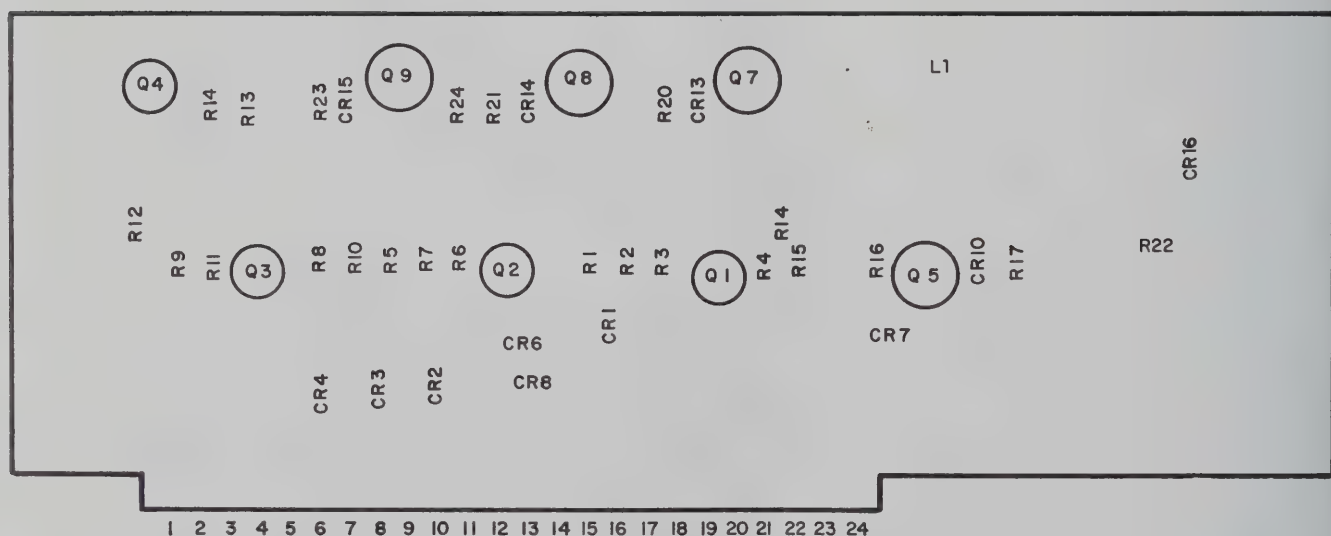 L1
Q4
R14
R13
R23
CR15
Q9
R24
R21
CR14
Q8
R20
CR13
Q7
CR16
R12
R9
R11
Q3
R8
R10
R5
R7
R6
Q2
R1
R2
R3
Q1
R4
R14
R15
R16
Q5
CR10
R17
R22
CR1
CR6
CR7
CR4
CR3
CR2
CR8
1 2 3 4 5 6 7 8 9 10 11 12 13 14 15 16 17 18 19 20 21 22 23 24